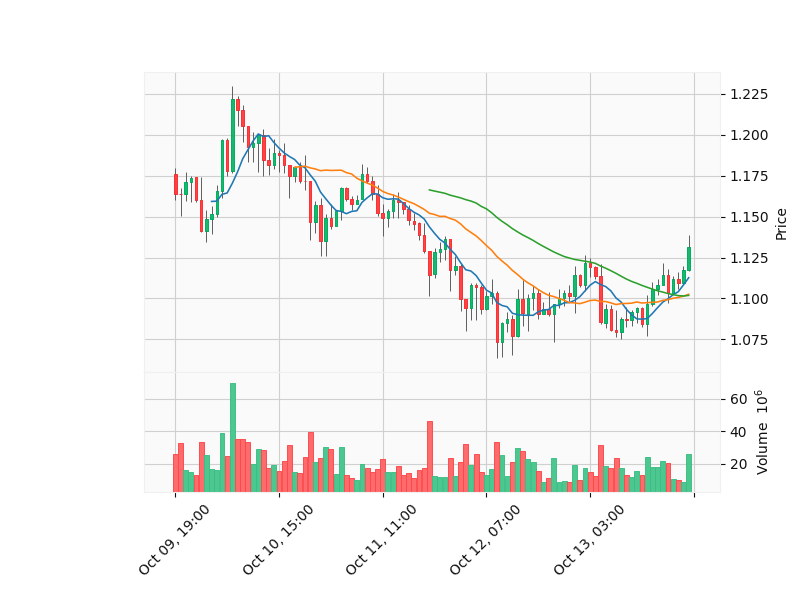 1.225
1.200
1.175
1.150
1.125
1.100
1.075
Price
60
40
20
Volume 10⁶
Oct 09, 19:00
Oct 10, 15:00
Oct 11, 11:00
Oct 12, 07:00
Oct 13, 03:00